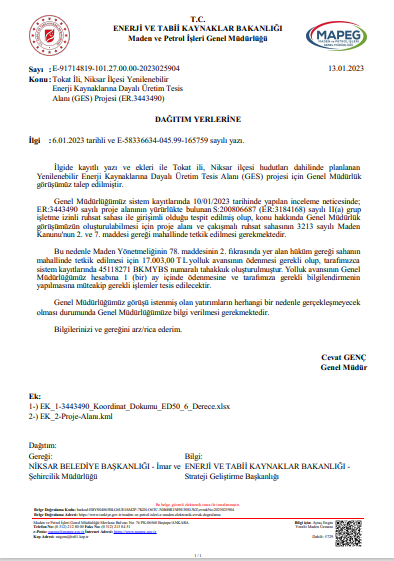 T.C.
ENERJİ VE TABİİ KAYNAKLAR BAKANLIĞI
Maden ve Petrol İşleri Genel Müdürlüğü
MAPEG
Sayı : E-91714819-101.27.00.00-2023025904
13.01.2023
Konu : Tokat İli, Niksar İlçesi Yenilenebilir
Enerji Kaynaklarına Dayalı Üretim Tesis
Alanı (GES) Projesi (ER.3443490)
DAĞITIM YERLERİNE
İlgi : 6.01.2023 tarihli ve E-58336634-045.99-165759 sayılı yazı.
İlgide kayıtlı yazı ve ekleri ile Tokat ili, Niksar ilçesi hudutları dahilinde planlanan
Yenilenebilir Enerji Kaynaklarına Dayalı Üretim Tesis Alanı (GES) projesi için Genel Müdürlük
görüşümüz talep edilmiştir.
Genel Müdürlüğümüz sistem kayıtlarında 10/01/2023 tarihinde yapılan inceleme neticesinde;
ER:3443490 sayılı proje alanının yürürlükte bulunan S:200806687 (ER:3184168) sayılı II(a) grup
işletme izinli ruhsat sahası ile girişimli olduğu tespit edilmiş olup, konu hakkında Genel Müdürlük
görüşümüzün oluşturulabilmesi için proje alanı ve çakışmalı ruhsat sahasının 3213 sayılı Maden
Kanunu'nun 2. ve 7. maddesi gereği mahallinde tetkik edilmesi gerekmektedir.
Bu nedenle Maden Yönetmeliğinin 78. maddesinin 2. fıkrasında yer alan hüküm gereği sahanın
mahallinde tetkik edilmesi için 17.003,00 TL yolluk avansının ödenmesi gerekli olup, tarafımızca
sistem kayıtlarında 45118271 BKMYBS numaralı tahakkuk oluşturulmuştur. Yolluk avansının Genel
Müdürlüğümüz hesabına 1 (bir) ay içinde ödenmesine ve tarafımıza gerekli bilgilendirmenin
yapılmasına müteakip gerekli işlemler tesis edilecektir.
Genel Müdürlüğümüz görüşü istenmiş olan yatırımların herhangi bir nedenle gerçekleşmeyecek
olması durumunda Genel Müdürlüğümüze bilgi verilmesi gerekmektedir.
Bilgilerinizi ve gereğini arz/rica ederim.
Cevat GENÇ
Genel Müdür
Ek:
1-) EK_1-3443490_Koordinat_Dokumu_ED50_6_Derece.xlsx
2-) EK_2-Proje-Alanı.kml
Dağıtım:
Gereği:
Bilgi:
NİKSAR BELEDİYE BAŞKANLIĞI - İmar ve
Şehircilik Müdürlüğü
ENERJİ VE TABİİ KAYNAKLAR BAKANLIĞI -
Strateji Geliştirme Başkanlığı
Bu belge, güvenli elektronik imza ile imzalanmıştır.
1/1